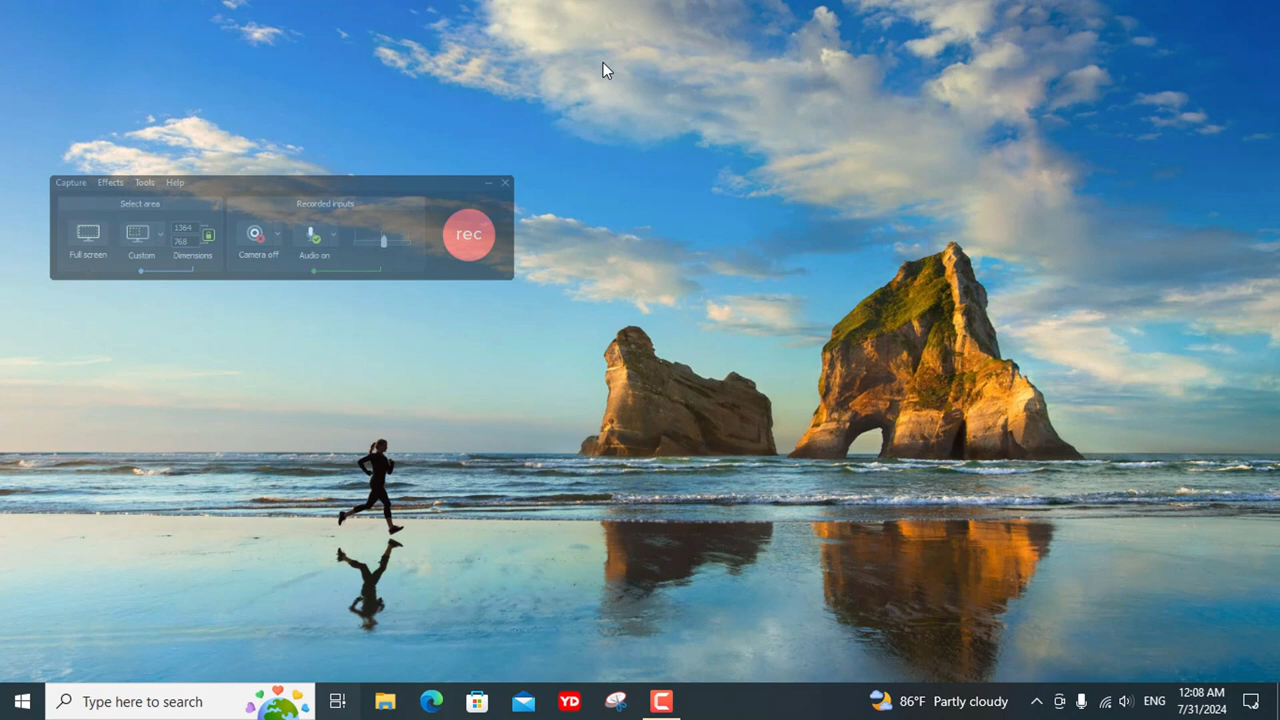 Capture Effects Tools Help
Select area
Recorded inputs
1364
768
rec
Full screen
Custom
Dimensions
Camera off
Audio on
Type here to search
YD
86°F Partly cloudy
ENG
12:08 AM
7/31/2024